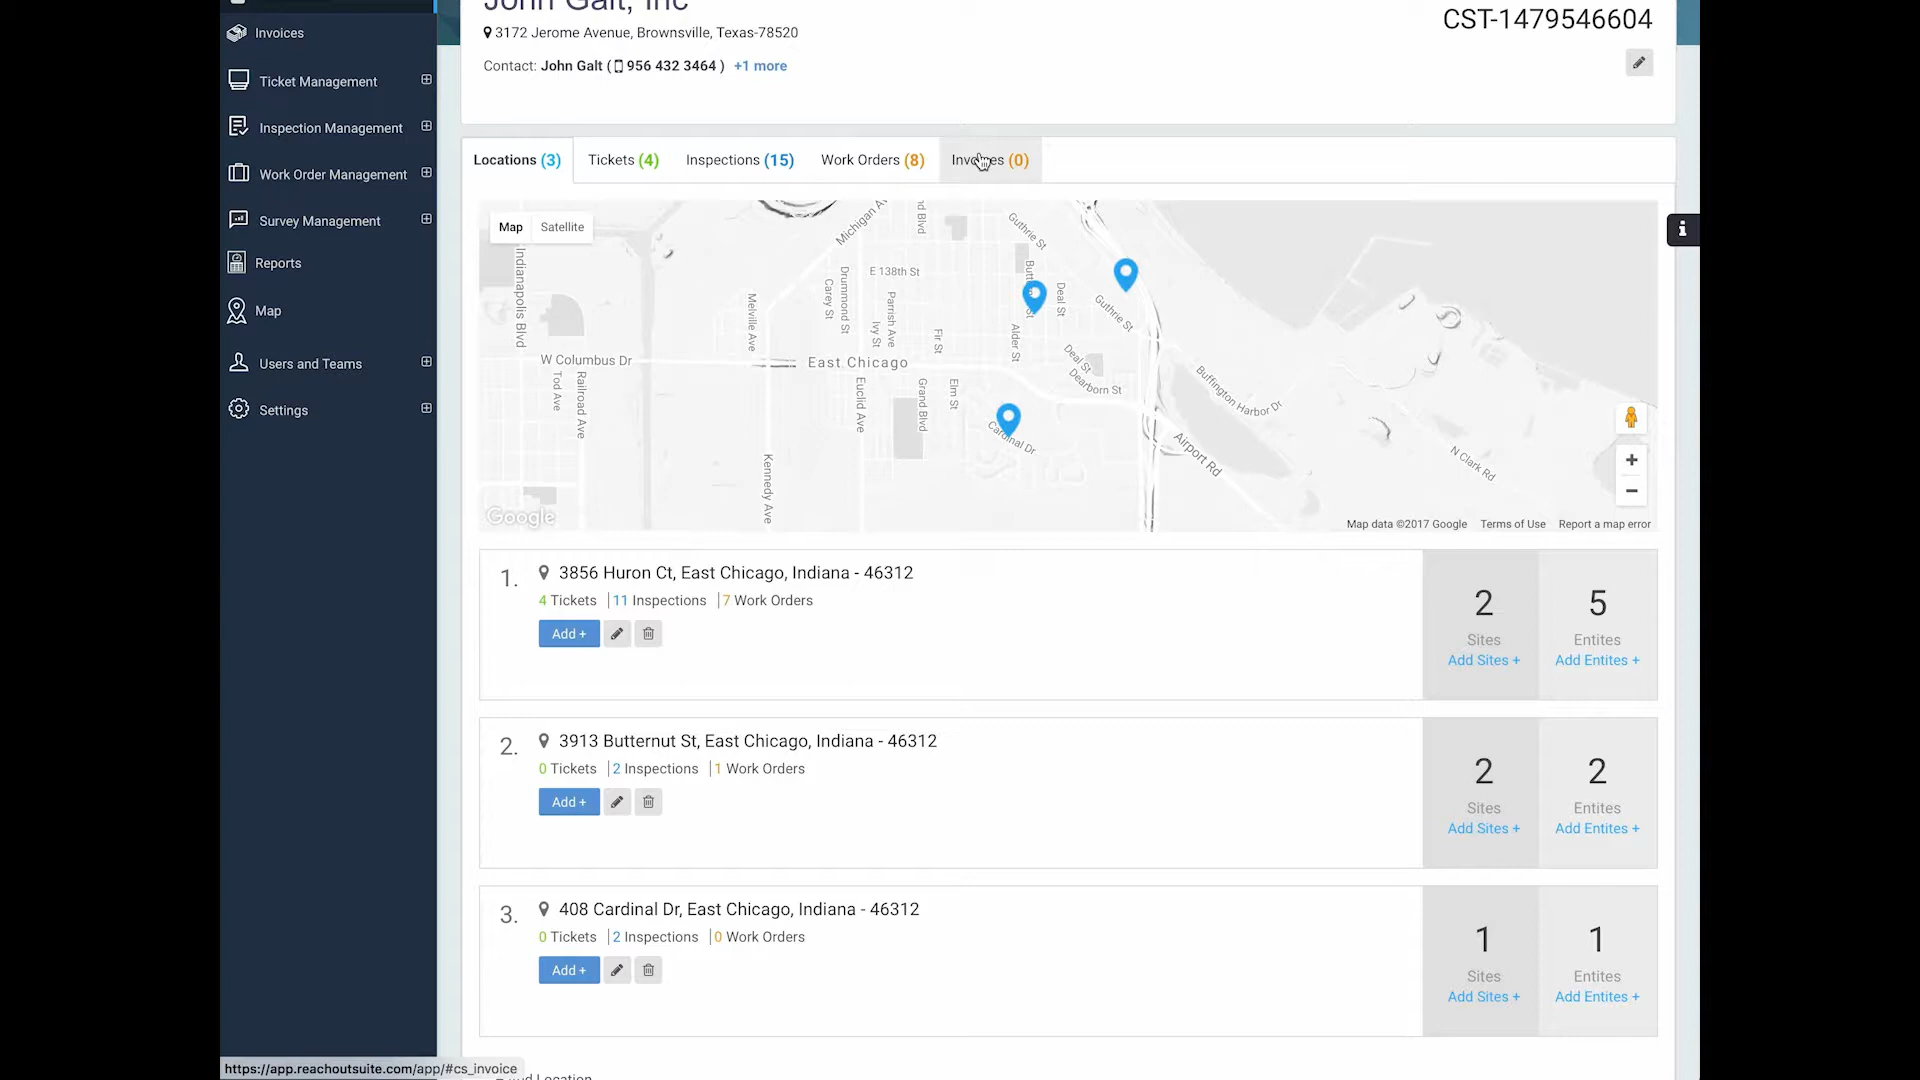 John Galt, Inc
CST-1479546604
3172 Jerome Avenue, Brownsville, Texas-78520
Contact: John Galt ( 956 432 3464 ) +1 more
Invoices
Ticket Management
Inspection Management
Work Order Management
Survey Management
Reports
Map
Users and Teams
Settings
Locations (3)
Tickets (4)
Inspections (15)
Work Orders (8)
Invoices (0)
Map
Satellite
Indianapolis Blvd
Guthrie St
E 138th St
Drummond St
Carey St
Parrish Ave
Ivy St
Melville Ave
Fir St
Alder St
Deal St
Guthrie St
W Columbus Dr
East Chicago
Deal St
Dearborn St
Tod Ave
Railroad Ave
Euclid Ave
Grand Blvd
Elm St
Buffington Harbor Dr
Cardinal Dr
Airport Rd
Kennedy Ave
N Clark Rd
Google
Map data ©2017 Google
Terms of Use
Report a map error
1.
3856 Huron Ct, East Chicago, Indiana - 46312
4 Tickets | 11 Inspections | 7 Work Orders
Add +
2
Sites
Add Sites +
5
Entites
Add Entites +
2.
3913 Butternut St, East Chicago, Indiana - 46312
0 Tickets | 2 Inspections | 1 Work Orders
Add +
2
Sites
Add Sites +
2
Entites
Add Entites +
3.
408 Cardinal Dr, East Chicago, Indiana - 46312
0 Tickets | 2 Inspections | 0 Work Orders
Add +
1
Sites
Add Sites +
1
Entites
Add Entites +
https://app.reachoutsuite.com/app/#cs_invoice
Location